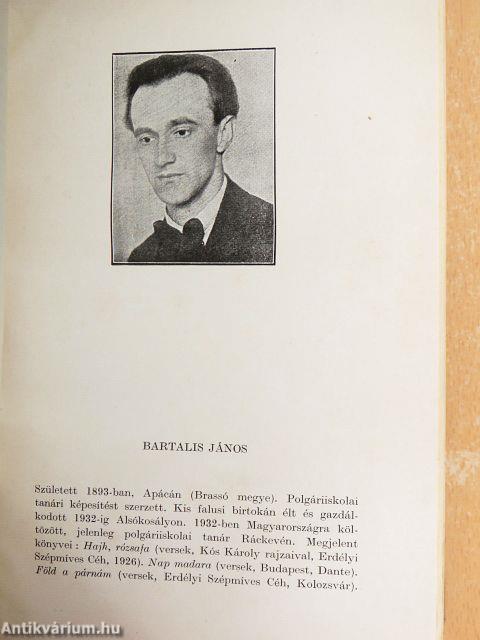 BARTALIS JÁNOS
Született 1893-ban, Apácán (Brassó megye). Polgáriiskolai
tanári képesítést szerzett. Kis falusi birtokán élt és gazdál-
kodott 1932-ig Alsókosályon. 1932-ben Magyarországra köl-
tözött, jelenleg polgáriiskolai tanár Ráckevén. Megjelent
könyvei : Hajh, rózsafa (versek, Kós Károly rajzaival, Erdélyi
Szépmíves Céh, 1926). Nap madara (versek, Budapest, Dante).
Föld a párnám (versek, Erdélyi Szépmíves Céh, Kolozsvár).
Antikvárium.hu